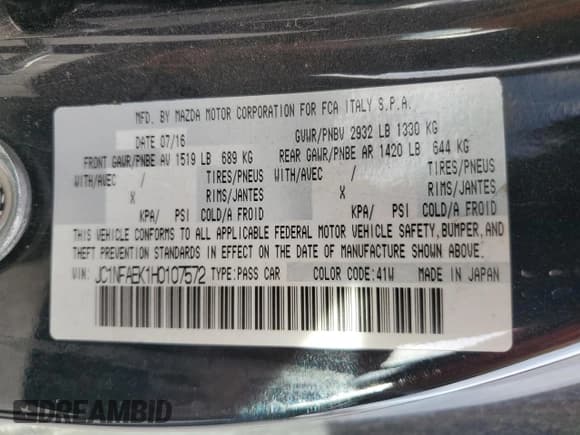 MFD. BY MAZDA MOTOR CORPORATION FOR FCA ITALY S.P.A.
DATE 07/16 GVWR/PNBV 2932 LB 1330 KG
FRONT GAWR/PNBE AV 1519 LB 689 KG REAR GAWR/PNBE AR 1420 LB 644 KG
WITH/AVEC / TIRES/PNEUS WITH/AVEC / TIRES/PNEUS
X RIMS/JANTES X RIMS/JANTES
KPA/ PSI COLD/A FROID KPA/ PSI COLD/A FROID
THIS VEHICLE CONFORMS TO ALL APPLICABLE FEDERAL MOTOR VEHICLE SAFETY, BUMPER, AND
THEFT PREVENTION STANDARDS IN EFFECT ON THE DATE OF MANUFACTURE SHOWN ABOVE.
VIN: JC1NFAEK1H0107572 TYPE:PASS CAR COLOR CODE:41W MADE IN JAPAN
DREAMBID